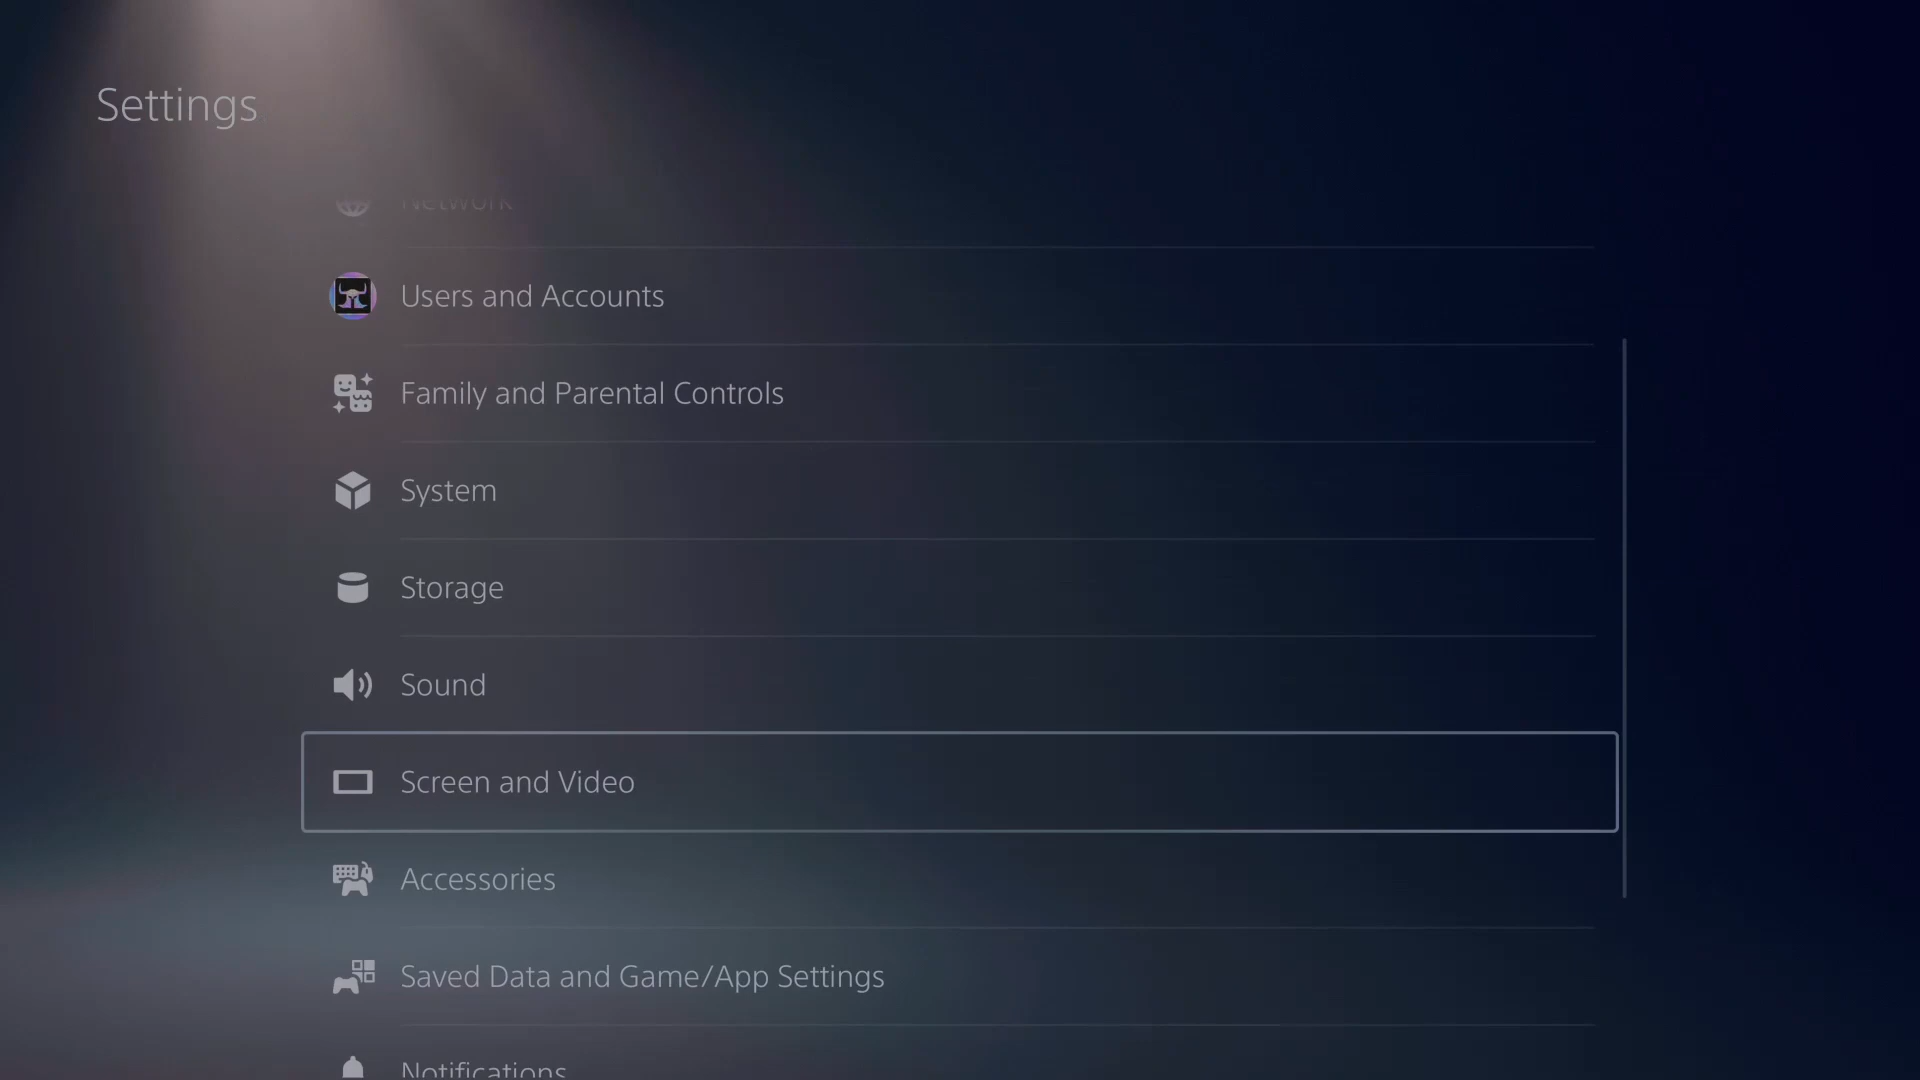 Settings
Network
Users and Accounts
Family and Parental Controls
System
Storage
Sound
Screen and Video
Accessories
Saved Data and Game/App Settings
Notifications